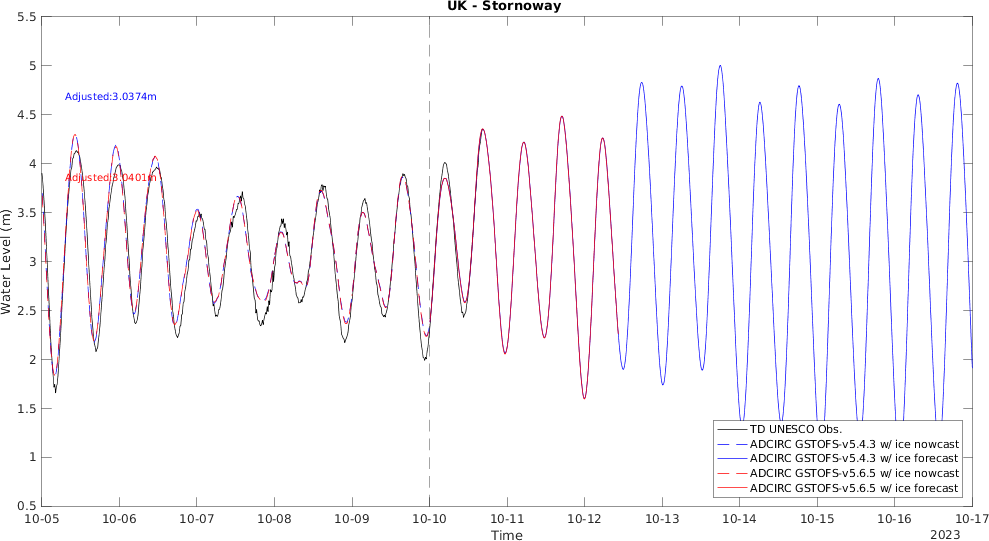 UK - Stornoway
5.5
5
4.5
4
3.5
3
2.5
2
1.5
1
0.5
Water Level (m)
Adjusted:3.0374m
Adjusted:3.0401m
TD UNESCO Obs.
ADCIRC GSTOFS-v5.4.3 w/ ice nowcast
ADCIRC GSTOFS-v5.4.3 w/ ice forecast
ADCIRC GSTOFS-v5.6.5 w/ ice nowcast
ADCIRC GSTOFS-v5.6.5 w/ ice forecast
10-05 10-06 10-07 10-08 10-09 10-10 10-11 10-12 10-13 10-14 10-15 10-16 10-17
Time
2023